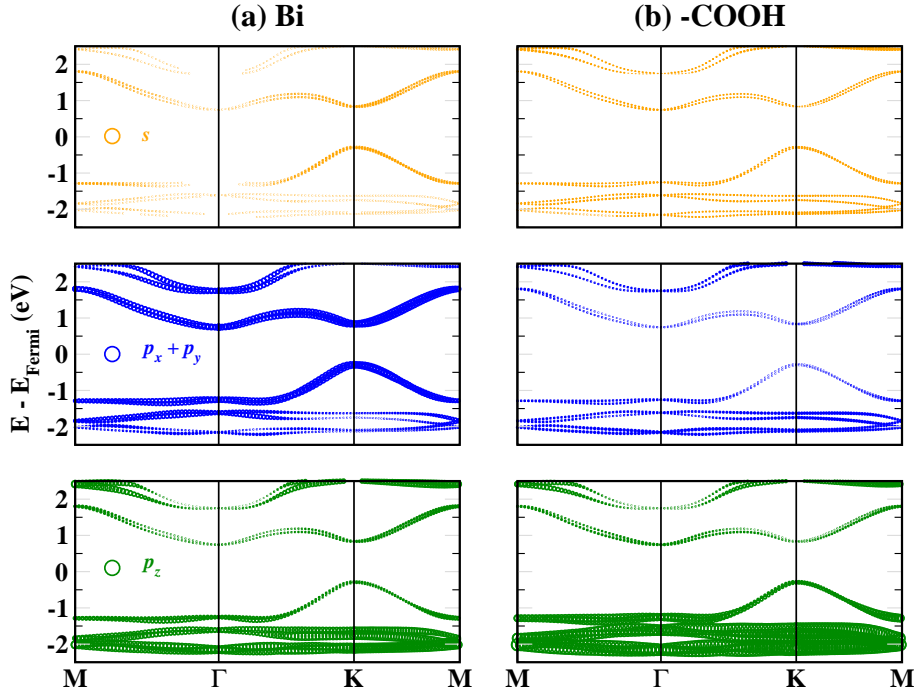 (a) Bi
(b) -COOH
2
1
0
-1
-2
s
2
1
0
-1
-2
p_x + p_y
E - E_Fermi (eV)
2
1
0
-1
-2
p_z
M Γ K M
M Γ K M